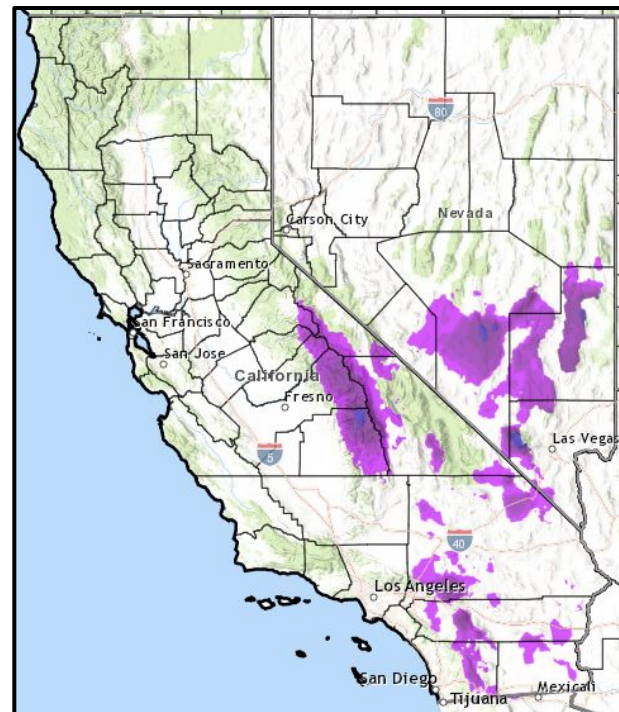 80
Carson City
Nevada
Sacramento
San Francisco
San Jose
California
Fresno
5
Las Vegas
40
Los Angeles
San Diego
Mexicali
Tijuana